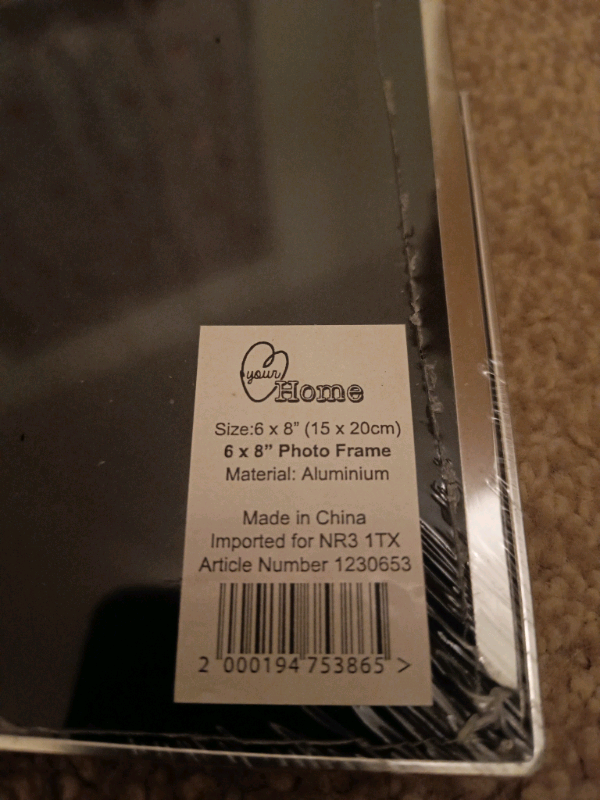 your
Home
Size:6 x 8” (15 x 20cm)
6 x 8” Photo Frame
Material: Aluminium
Made in China
Imported for NR3 1TX
Article Number 1230653
2 000194 753865 >